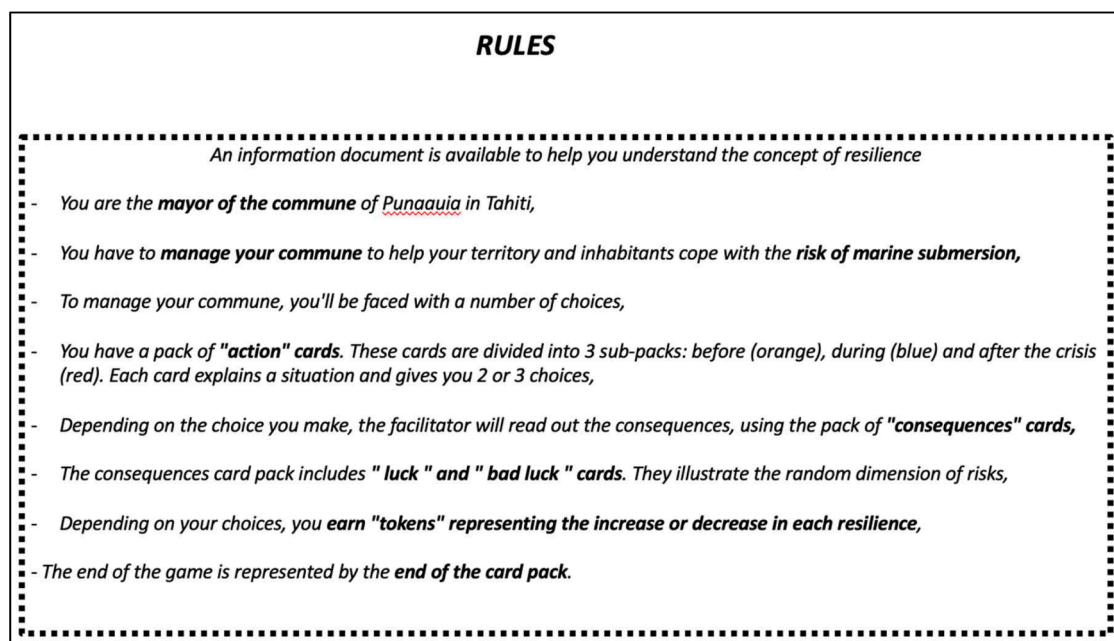 RULES
An information document is available to help you understand the concept of resilience
- You are the mayor of the commune of Punaauia in Tahiti,
- You have to manage your commune to help your territory and inhabitants cope with the risk of marine submersion,
- To manage your commune, you'll be faced with a number of choices,
- You have a pack of "action" cards. These cards are divided into 3 sub-packs: before (orange), during (blue) and after the crisis
(red). Each card explains a situation and gives you 2 or 3 choices,
- Depending on the choice you make, the facilitator will read out the consequences, using the pack of "consequences" cards,
- The consequences card pack includes " luck " and " bad luck " cards. They illustrate the random dimension of risks,
- Depending on your choices, you earn "tokens" representing the increase or decrease in each resilience,
- The end of the game is represented by the end of the card pack.